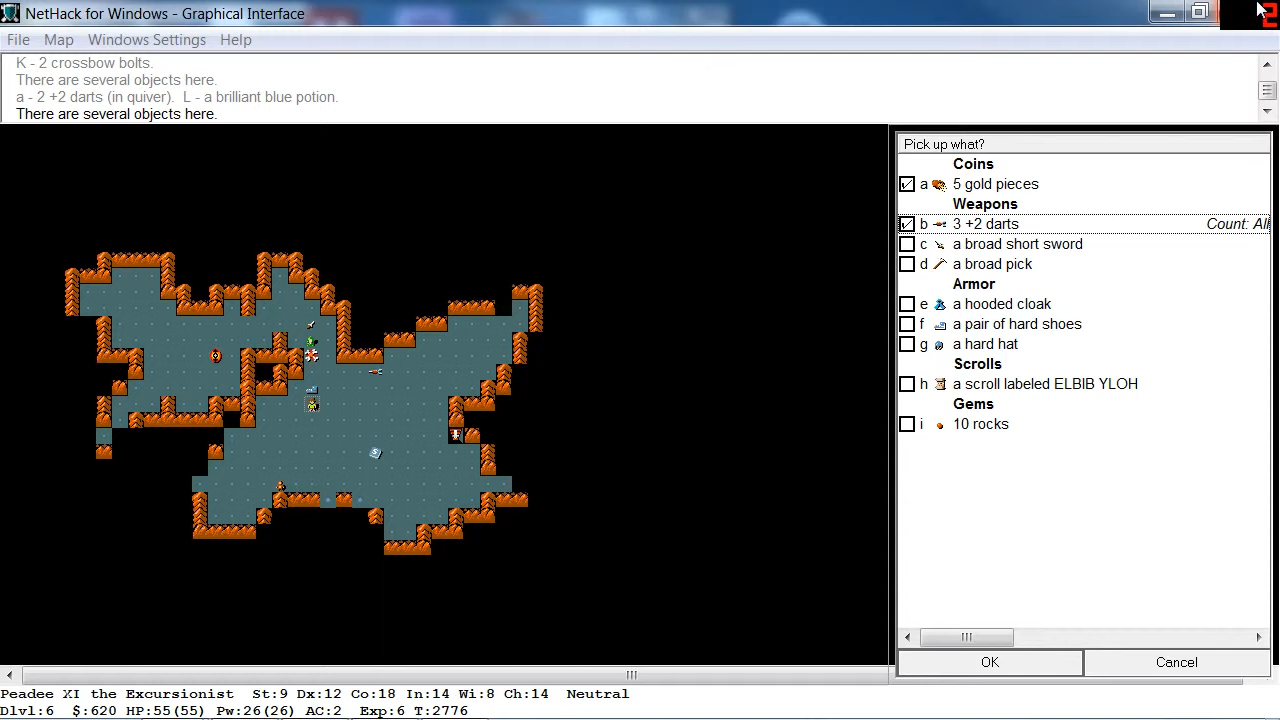 NetHack for Windows - Graphical Interface
2
File Map Windows Settings Help
K - 2 crossbow bolts.
There are several objects here.
a - 2 +2 darts (in quiver).  L - a brilliant blue potion.
There are several objects here.
Pick up what?
Coins
a 5 gold pieces
Weapons
b 3 +2 darts Count: All
c a broad short sword
d a broad pick
Armor
e a hooded cloak
f a pair of hard shoes
g a hard hat
Scrolls
h a scroll labeled ELBIB YLOH
Gems
i 10 rocks
OK Cancel
Peadee XI the Excursionist St:9 Dx:12 Co:18 In:14 Wi:8 Ch:14 Neutral
Dlvl:6 $:620 HP:55(55) Pw:26(26) AC:2 Exp:6 T:2776